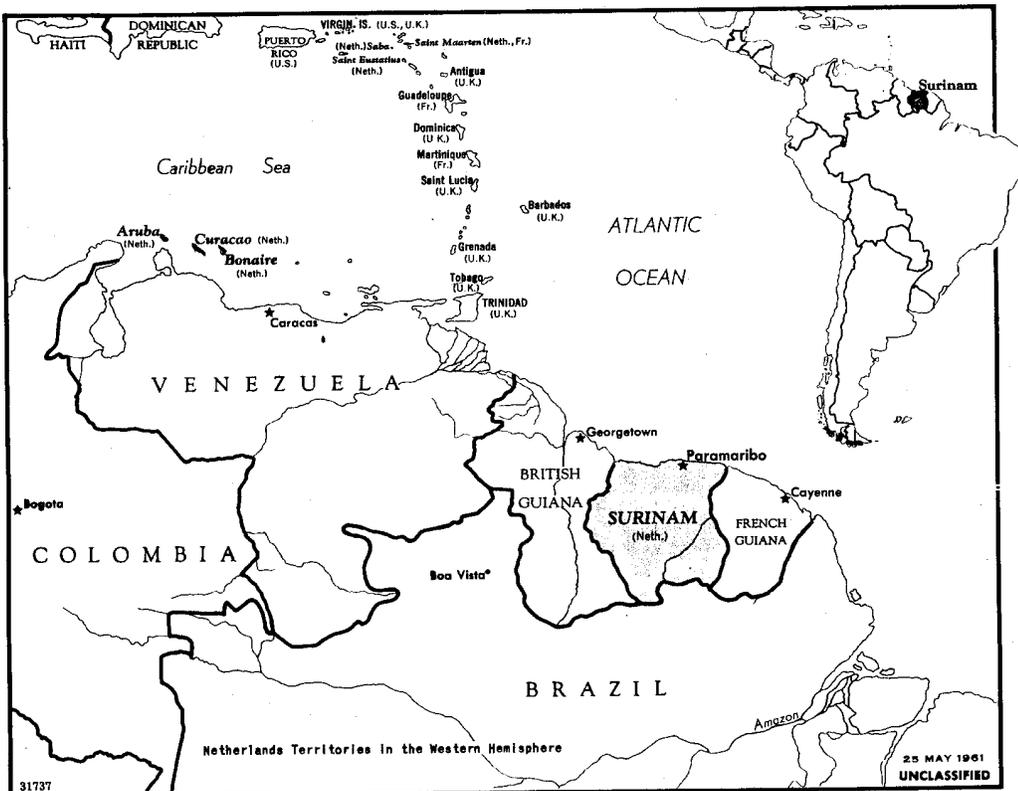 VIRGIN. IS. (U.S., U.K.)
DOMINICAN
REPUBLIC
HAITI
PUERTO
RICO
(U.S.)
(Neth.) Saba.
Saint Maarten (Neth., Fr.)
Saint Eustatius
(Neth.)
Antigua
(U.K.)
Guadeloupe
(Fr.)
Dominica
(U K.)
Martinique
(Fr.)
Saint Lucia
(U.K.)
Barbados
(U.K.)
Grenada
(U.K.)
Tobago
(U.K.)
TRINIDAD
(U.K.)
Surinam
Caribbean Sea
ATLANTIC
OCEAN
Aruba
(Neth.)
Curacao (Neth.)
Bonaire
(Neth.)
Caracas
VENEZUELA
Georgetown
Paramaribo
Cayenne
BRITISH
GUIANA
SURINAM
(Neth.)
FRENCH
GUIANA
Bogota
COLOMBIA
Boa Vista
BRAZIL
Amazon
Netherlands Territories in the Western Hemisphere
31737
25 MAY 1961
UNCLASSIFIED